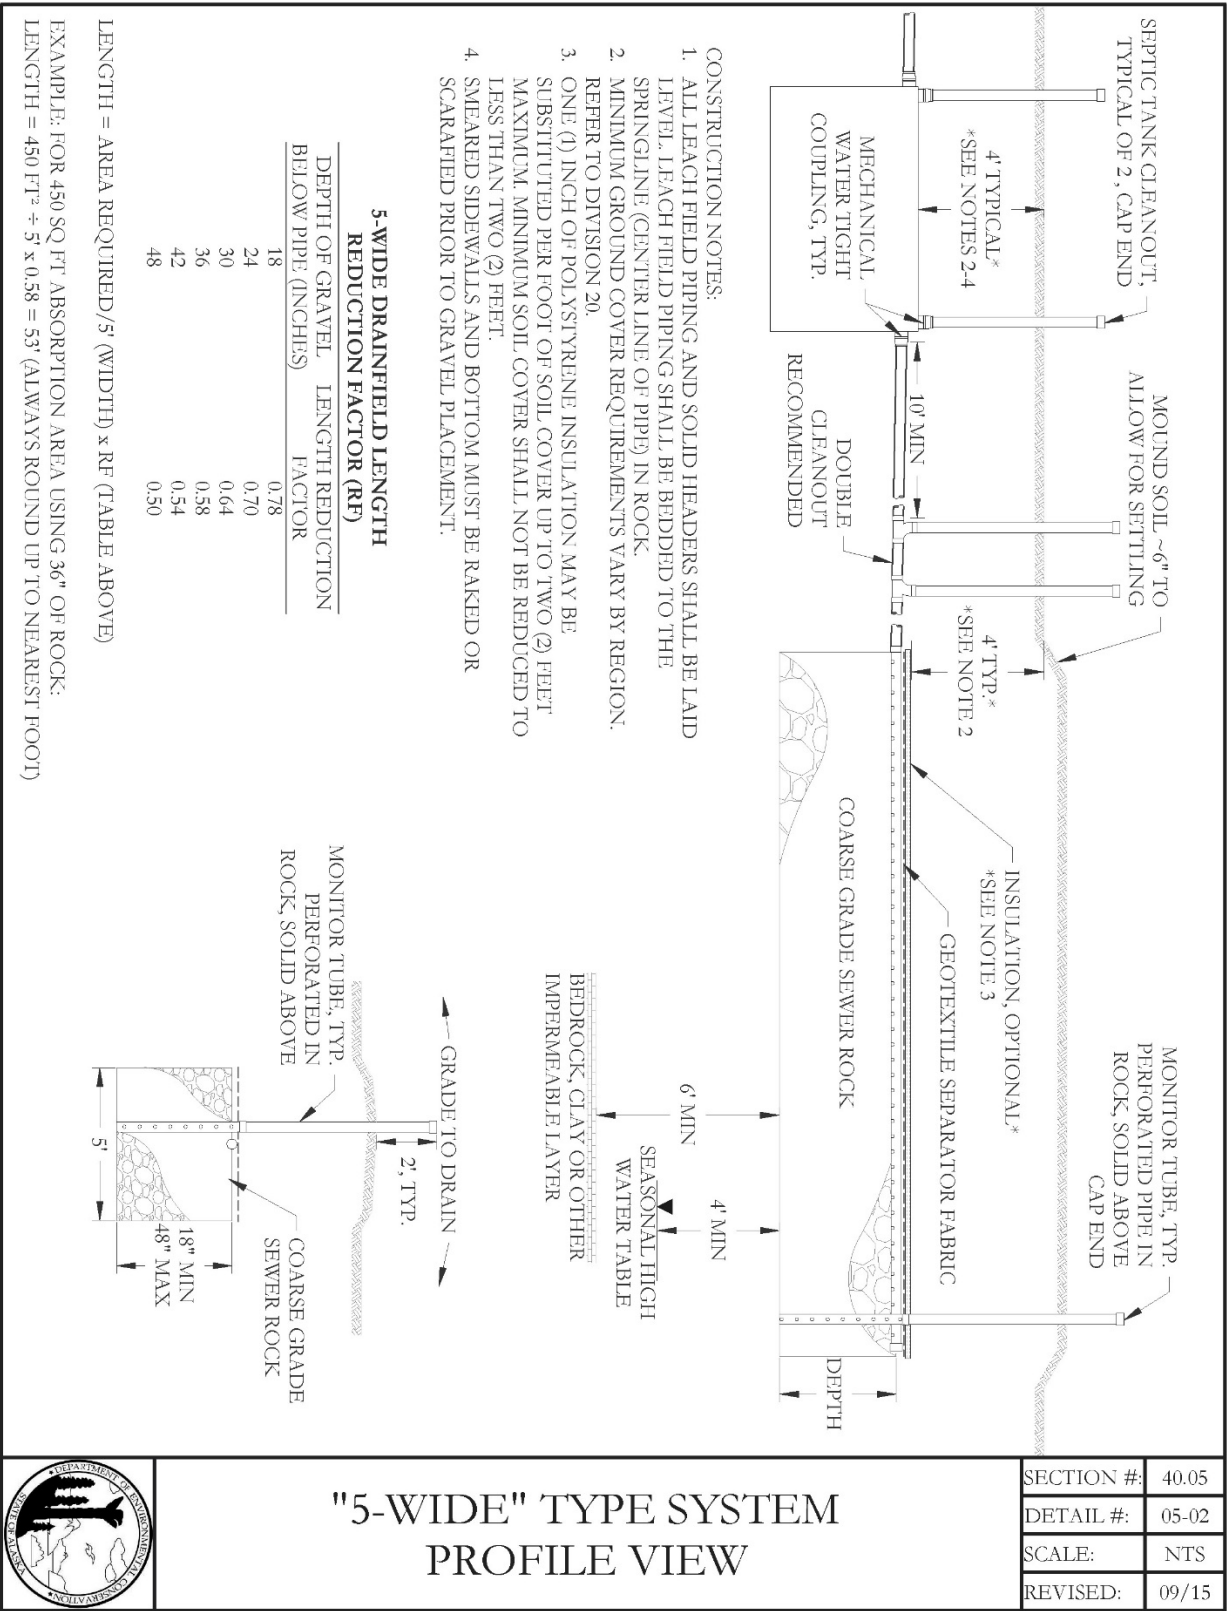 SEPTIC TANK CLEANOUT,
TYPICAL OF 2, CAP END
MOUND SOIL ~6" TO
ALLOW FOR SETTLING
MONITOR TUBE, TYP.
PERFORATED PIPE IN
ROCK, SOLID ABOVE
CAP END
4' TYPICAL*
*SEE NOTES 2-4
4' TYP.*
*SEE NOTE 2
INSULATION, OPTIONAL*
*SEE NOTE 3
GEOTEXTILE SEPARATOR FABRIC
MECHANICAL
WATER TIGHT
COUPLING, TYP.
10' MIN
DOUBLE
CLEANOUT
RECOMMENDED
COARSE GRADE SEWER ROCK
DEPTH
6' MIN
4' MIN
SEASONAL HIGH
WATER TABLE
BEDROCK, CLAY OR OTHER
IMPERMEABLE LAYER
CONSTRUCTION NOTES:
1. ALL LEACH FIELD PIPING AND SOLID HEADERS SHALL BE LAID
LEVEL. LEACH FIELD PIPING SHALL BE BEDDED TO THE
SPRINGLINE (CENTER LINE OF PIPE) IN ROCK.
2. MINIMUM GROUND COVER REQUIREMENTS VARY BY REGION.
REFER TO DIVISION 20.
3. ONE (1) INCH OF POLYSTYRENE INSULATION MAY BE
SUBSTITUTED PER FOOT OF SOIL COVER UP TO TWO (2) FEET
MAXIMUM. MINIMUM SOIL COVER SHALL NOT BE REDUCED TO
LESS THAN TWO (2) FEET.
4. SMEARED SIDEWALLS AND BOTTOM MUST BE RAKED OR
SCARAFIED PRIOR TO GRAVEL PLACEMENT.
5-WIDE DRAINFIELD LENGTH
REDUCTION FACTOR (RF)
DEPTH OF GRAVEL LENGTH REDUCTION
BELOW PIPE (INCHES) FACTOR
18 0.78
24 0.70
30 0.64
36 0.58
42 0.54
48 0.50
LENGTH = AREA REQUIRED/5' (WIDTH) x RF (TABLE ABOVE)
EXAMPLE: FOR 450 SQ FT ABSORPTION AREA USING 36" OF ROCK:
LENGTH = 450 FT² ÷ 5' x 0.58 = 53' (ALWAYS ROUND UP TO NEAREST FOOT)
GRADE TO DRAIN
2', TYP.
MONITOR TUBE, TYP.
PERFORATED IN
ROCK, SOLID ABOVE
COARSE GRADE
SEWER ROCK
18" MIN
48" MAX
5'
"5-WIDE" TYPE SYSTEM
PROFILE VIEW
SECTION #: 40.05
DETAIL #: 05-02
SCALE: NTS
REVISED: 09/15
DEPARTMENT OF ENVIRONMENTAL CONSERVATION
STATE OF ALASKA